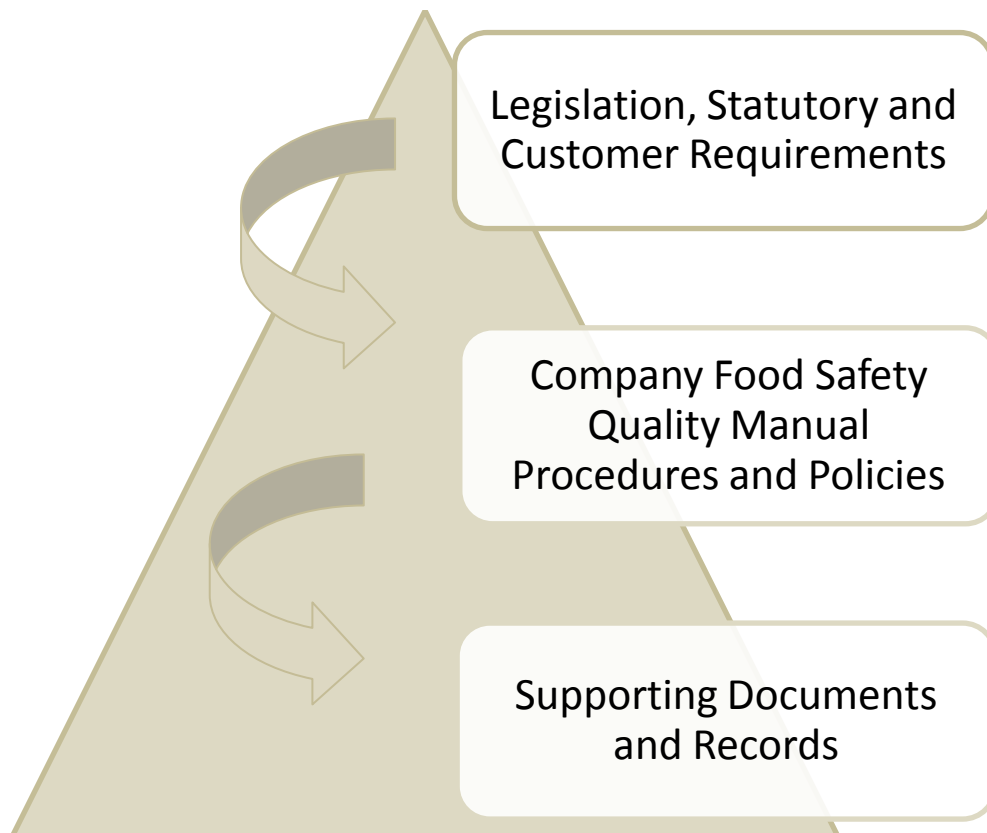 Legislation, Statutory and
Customer Requirements
Company Food Safety
Quality Manual
Procedures and Policies
Supporting Documents
and Records